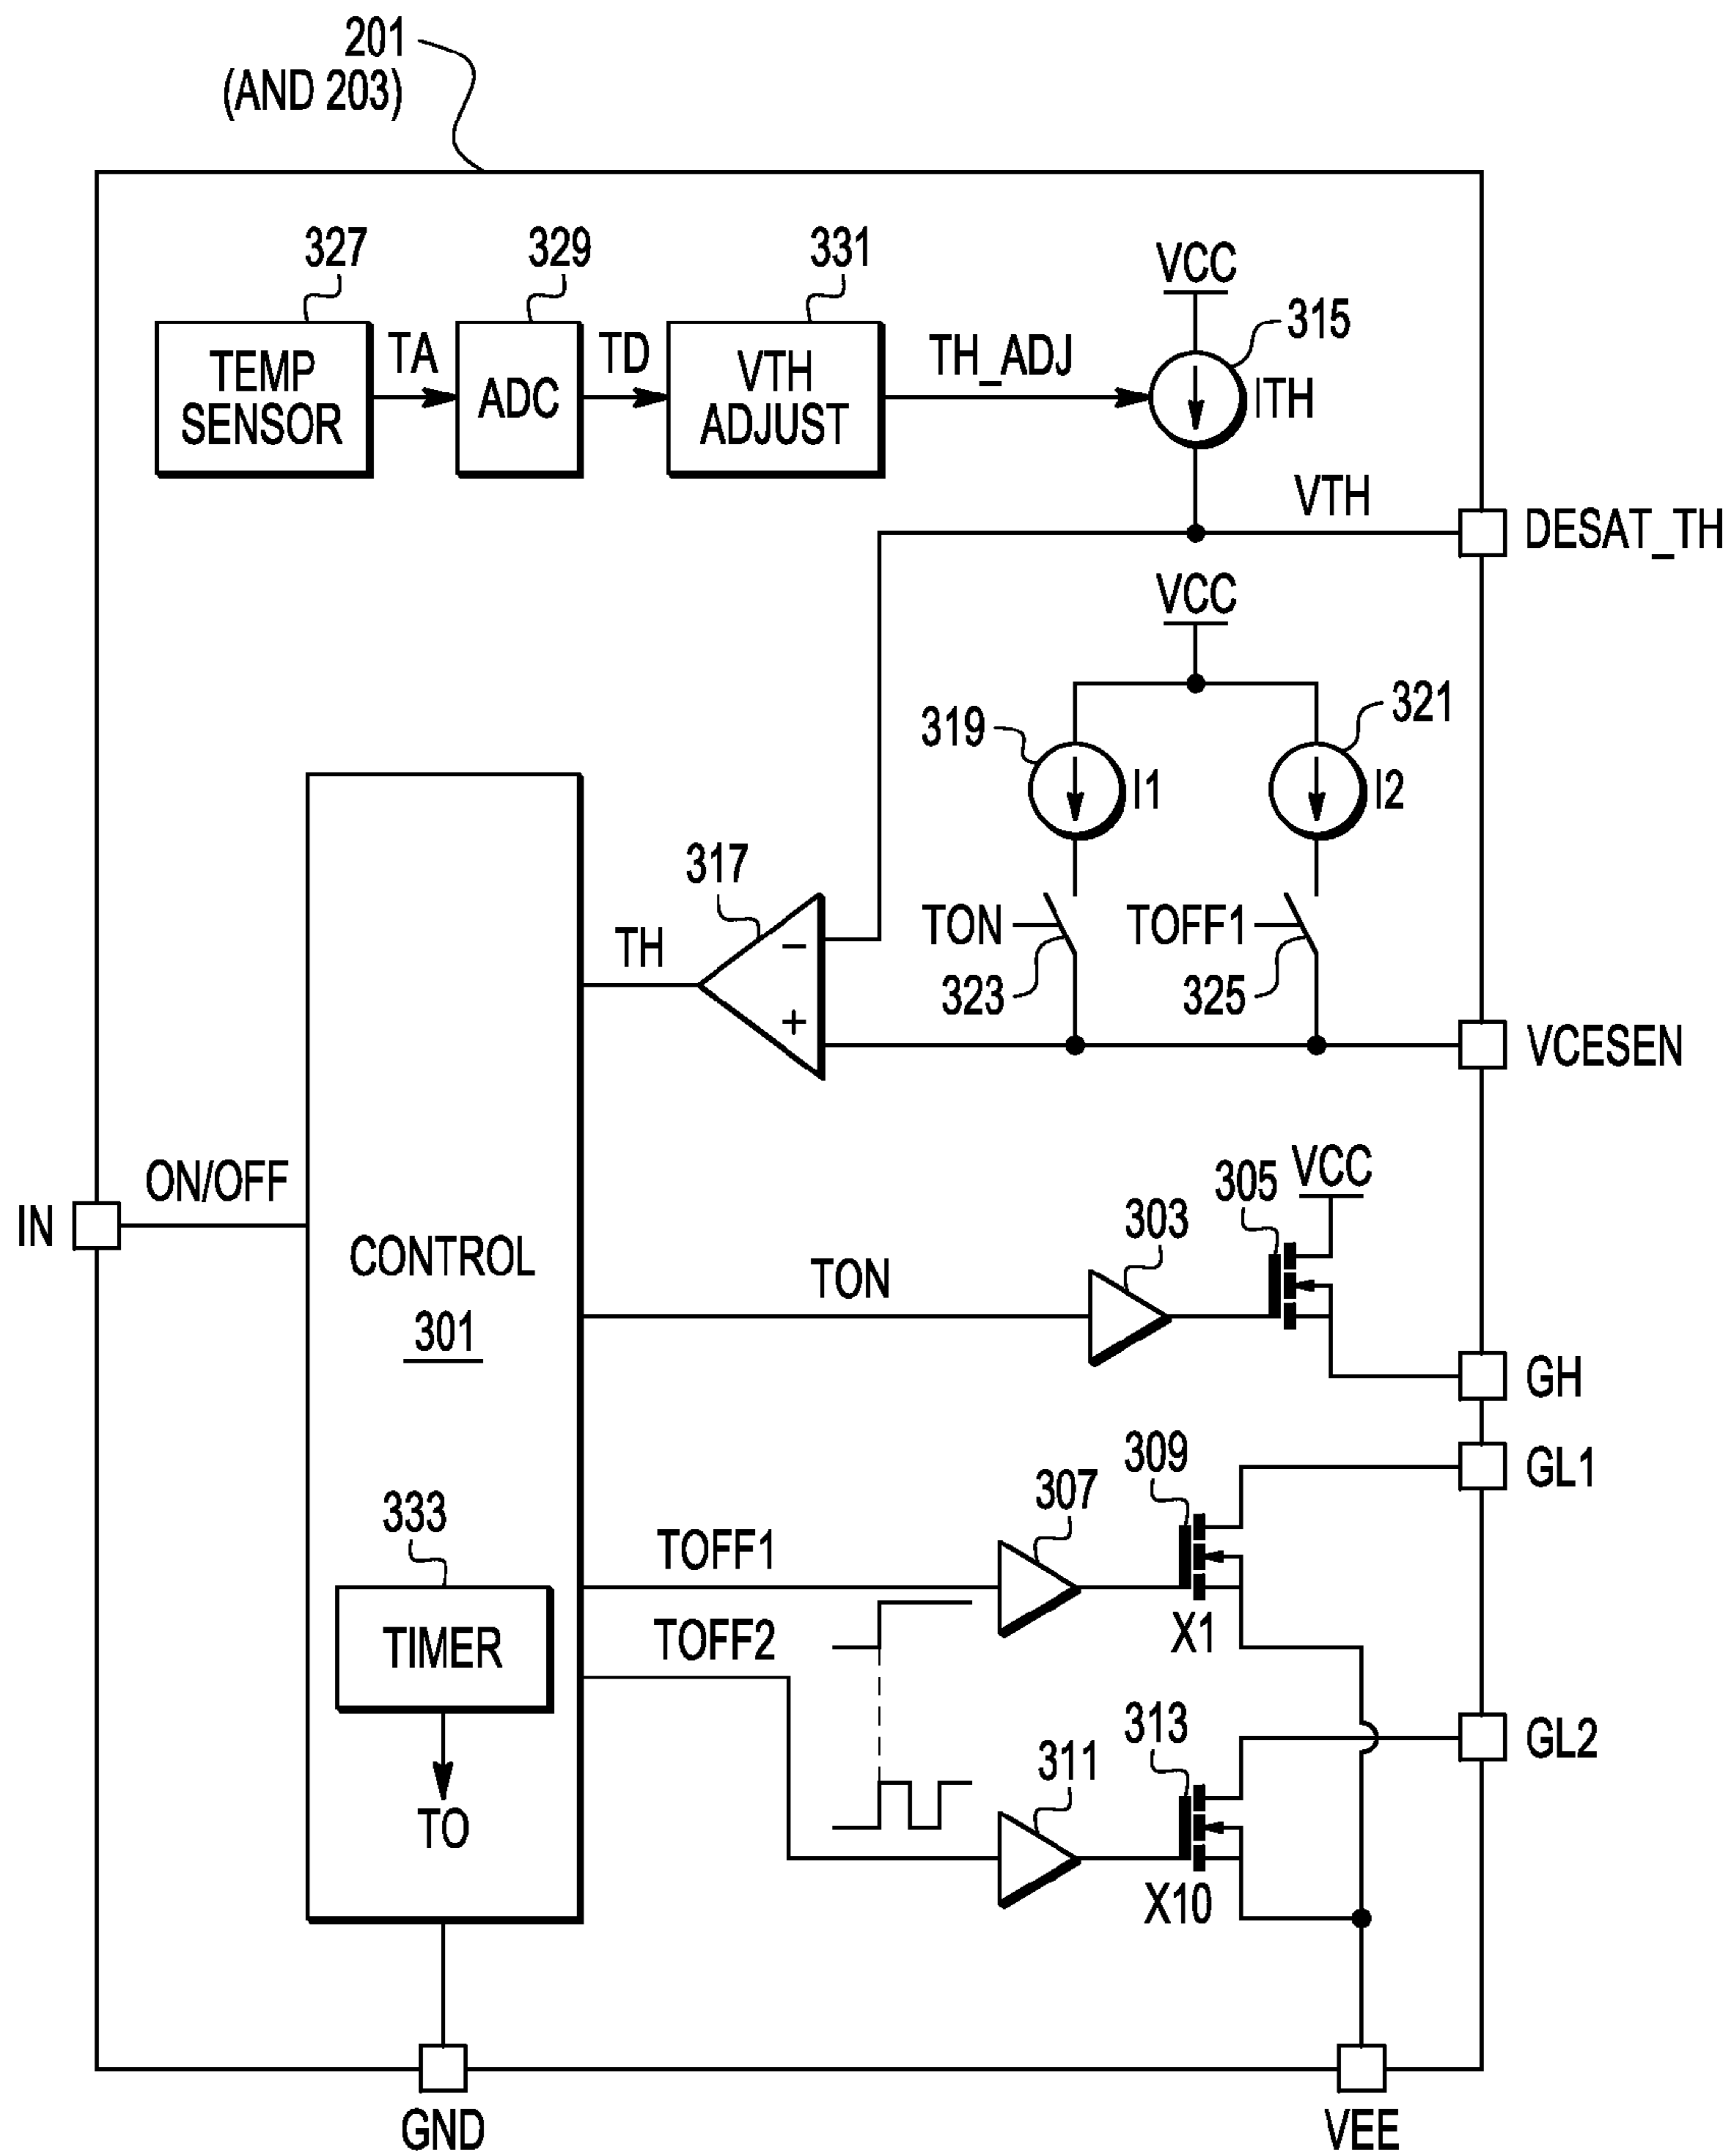 201
(AND 203)
327
329
331
VCC
315
TEMP
SENSOR
TA
ADC
TD
VTH
ADJUST
TH_ADJ
ITH
VTH
DESAT_TH
VCC
319
321
I1
I2
317
TON
TOFF1
TH
−
323
325
+
VCESEN
IN
ON/OFF
CONTROL
301
TON
303
305
VCC
GH
GL1
309
307
333
TOFF1
TIMER
TOFF2
X1
313
GL2
311
TO
X10
GND
VEE